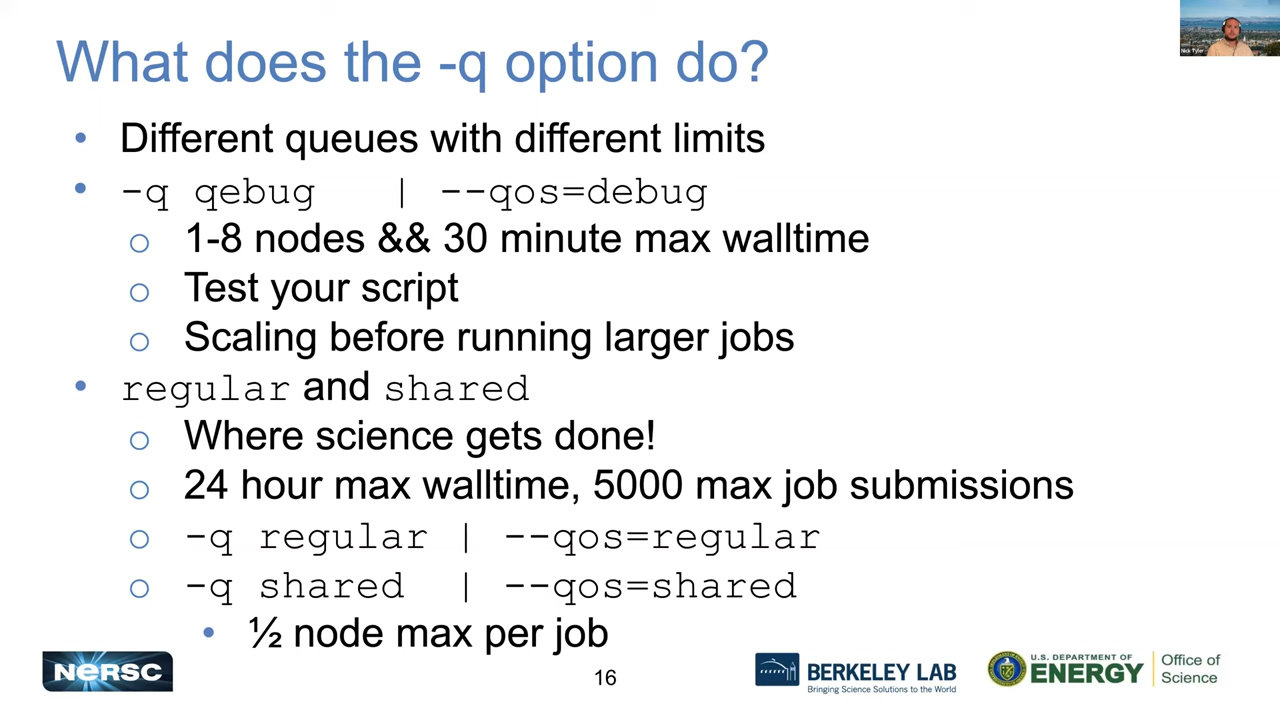 What does the -q option do?
Nick Tyler
• Different queues with different limits
• -q qebug | --qos=debug
o 1-8 nodes && 30 minute max walltime
o Test your script
o Scaling before running larger jobs
• regular and shared
o Where science gets done!
o 24 hour max walltime, 5000 max job submissions
o -q regular | --qos=regular
o -q shared | --qos=shared
• ½ node max per job
NERSC
16
BERKELEY LAB
Bringing Science Solutions to the World
U.S. DEPARTMENT OF
ENERGY
Office of
Science